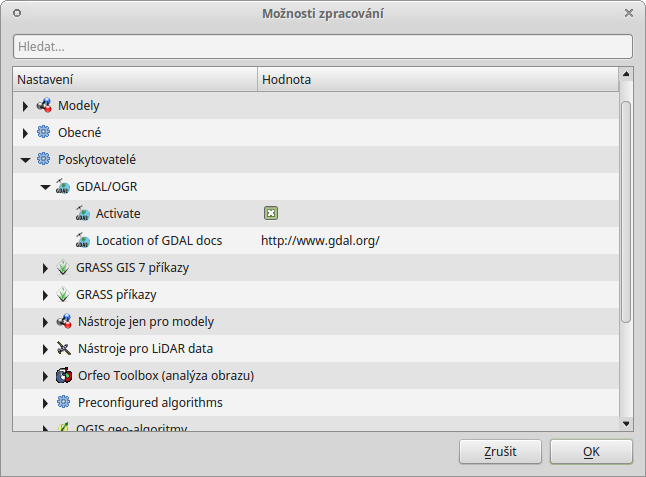 Možnosti zpracování
Hledat...
Nastavení Hodnota
Modely
Obecné
Poskytovatelé
GDAL/OGR
Activate
Location of GDAL docs http://www.gdal.org/
GRASS GIS 7 příkazy
GRASS příkazy
Nástroje jen pro modely
Nástroje pro LiDAR data
Orfeo Toolbox (analýza obrazu)
Preconfigured algorithms
QGIS geo-algoritmy
Zrušit OK